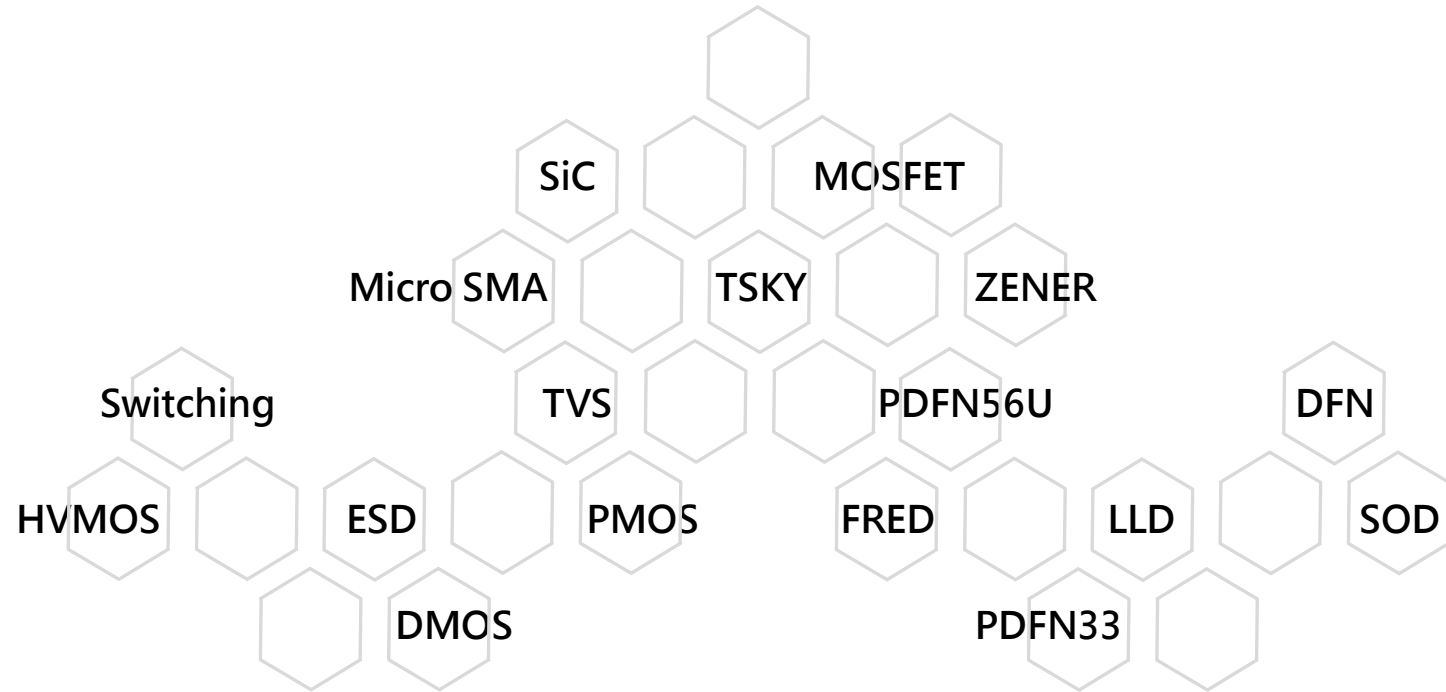 SiC MOSFET
Micro SMA TSKY ZENER
Switching TVS PDFN56U DFN
HVMOS ESD PMOS FRED LLD SOD
DMOS PDFN33